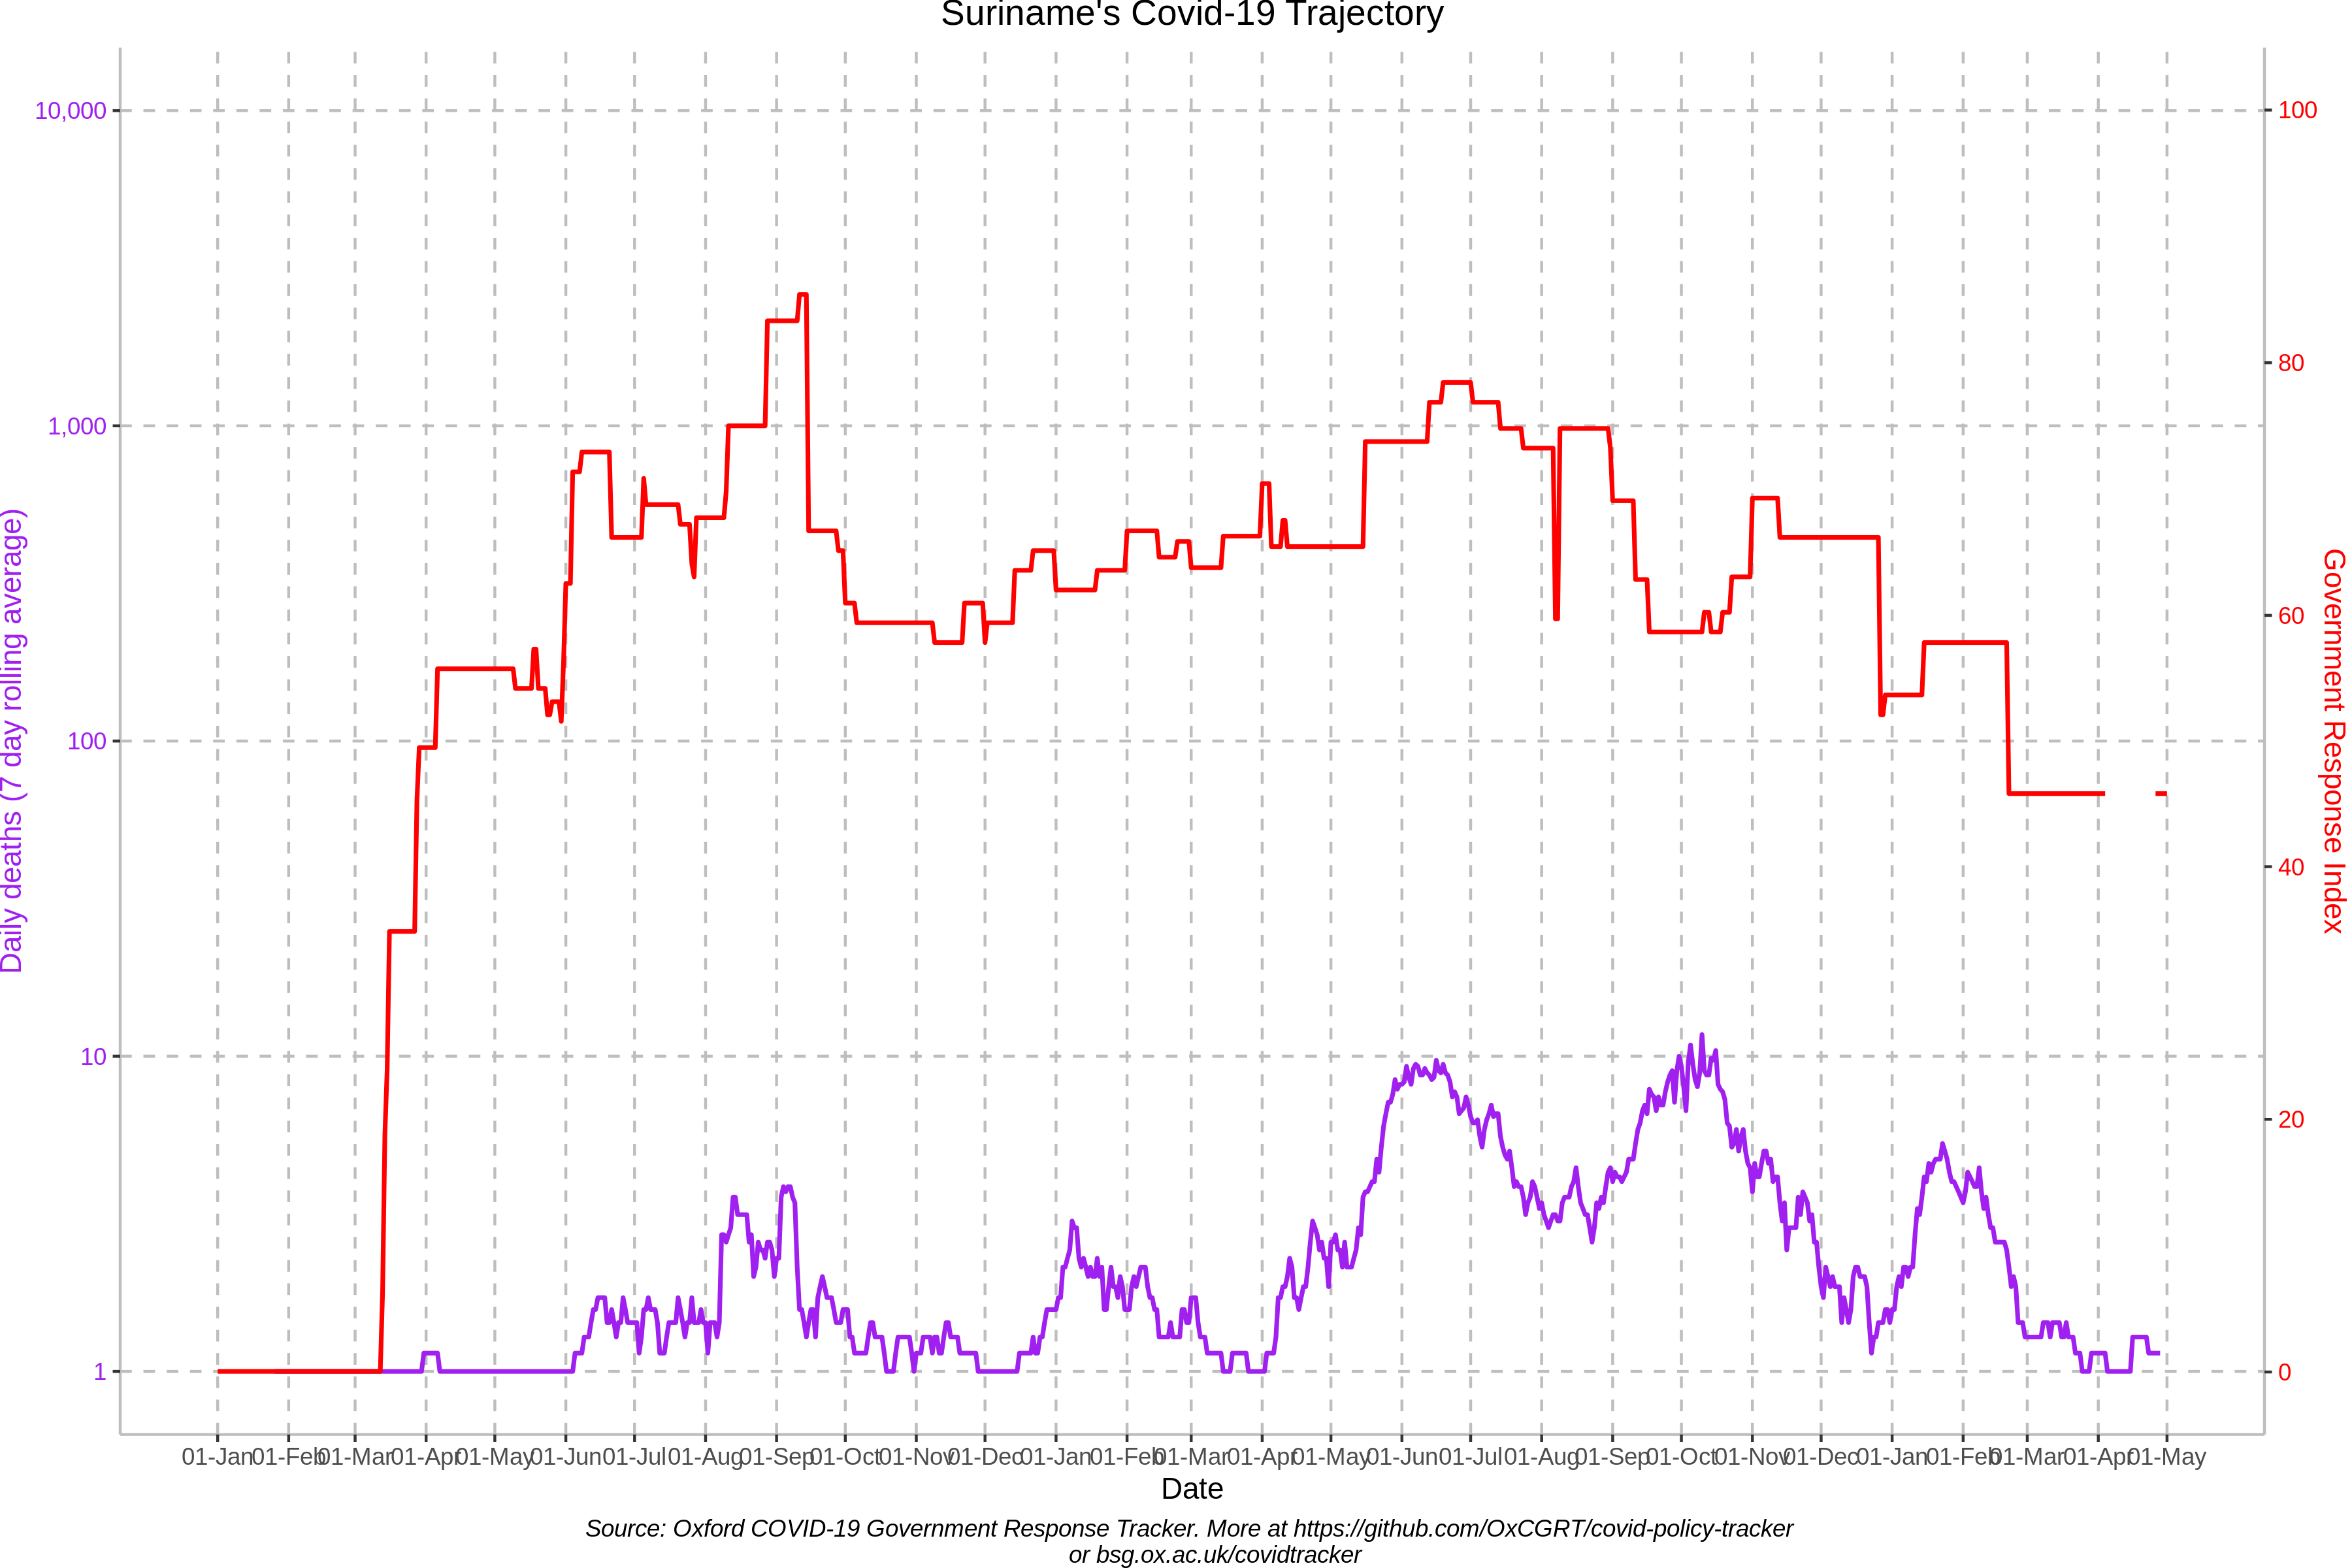 Suriname's Covid-19 Trajectory
10,000
1,000
100
10
1
Daily deaths (7 day rolling average)
100
80
60
40
20
0
Government Response Index
01-Jan 01-Feb 01-Mar 01-Apr 01-May 01-Jun 01-Jul 01-Aug 01-Sep 01-Oct 01-Nov 01-Dec 01-Jan 01-Feb 01-Mar 01-Apr 01-May 01-Jun 01-Jul 01-Aug 01-Sep 01-Oct 01-Nov 01-Dec 01-Jan 01-Feb 01-Mar 01-Apr 01-May
Date
Source: Oxford COVID-19 Government Response Tracker. More at https://github.com/OxCGRT/covid-policy-tracker
or bsg.ox.ac.uk/covidtracker